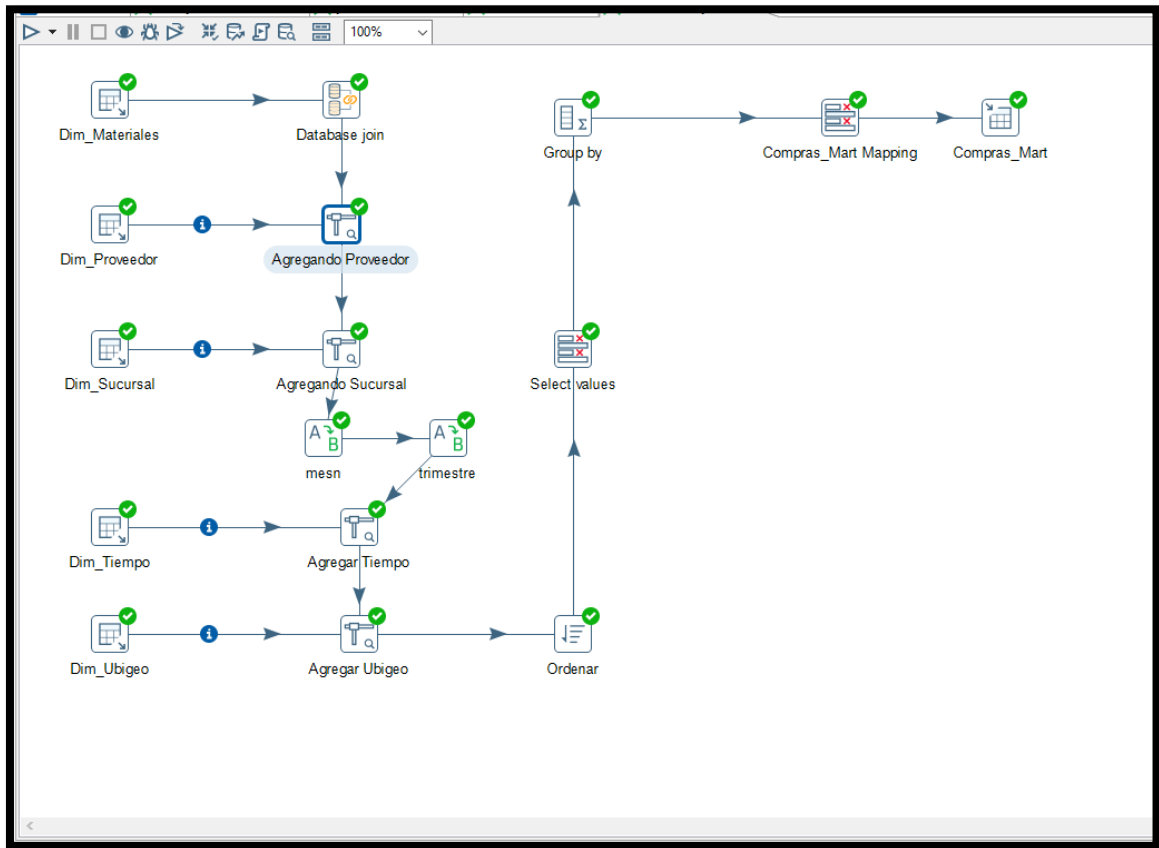 100%
Dim_Materiales
Database join
Group by
Compras_Mart Mapping
Compras_Mart
Dim_Proveedor
Agregando Proveedor
Dim_Sucursal
Agregando Sucursal
Select values
mesn
trimestre
Dim_Tiempo
Agregar Tiempo
Dim_Ubigeo
Agregar Ubigeo
Ordenar